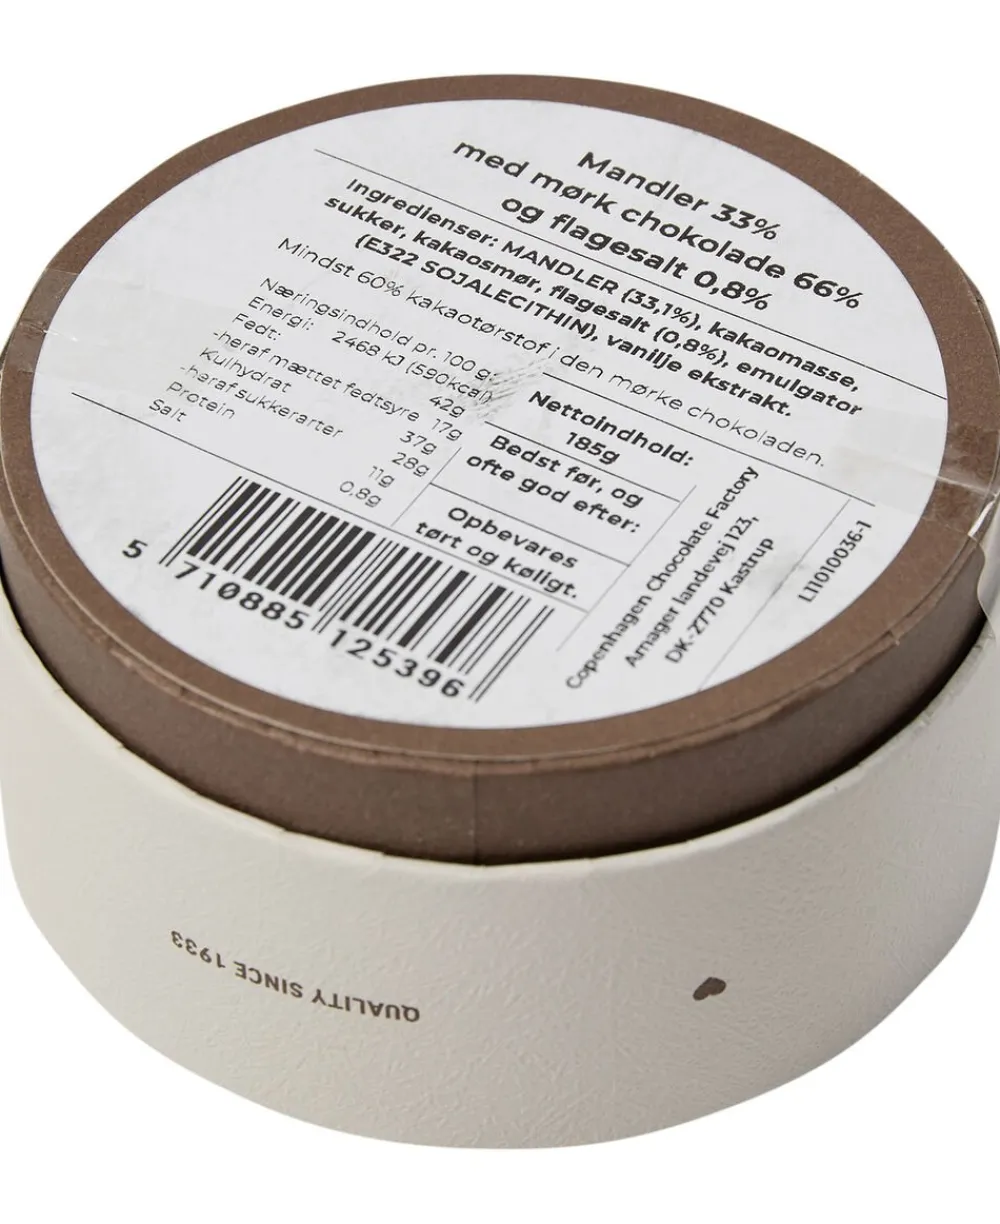 Mandler 33%
med mørk chokolade 66%
og flagesalt 0,8%
Ingredienser: MANDLER (33,1%), kakaomasse,
sukker, kakaosmør, flagesalt (0,8%), emulgator
(E322 SOJALECITHIN), vanilje ekstrakt.
Mindst 60% kakaotørstof i den mørke chokoladen.
Næringsindhold pr. 100 g:
Energi: 2468 kJ (590kcal)
Fedt: 42g
-heraf mættet fedtsyre 17g
Kulhydrat 37g
-heraf sukkerarter 28g
Protein 11g
Salt 0,8g
Nettoindhold:
185g
Bedst før, og
ofte god efter:
Opbevares
tørt og køligt.
Copenhagen Chocolate Factory
Amager landevej 123,
DK-2770 Kastrup
L11010036-1
5 710885 125396
QUALITY SINCE 1933